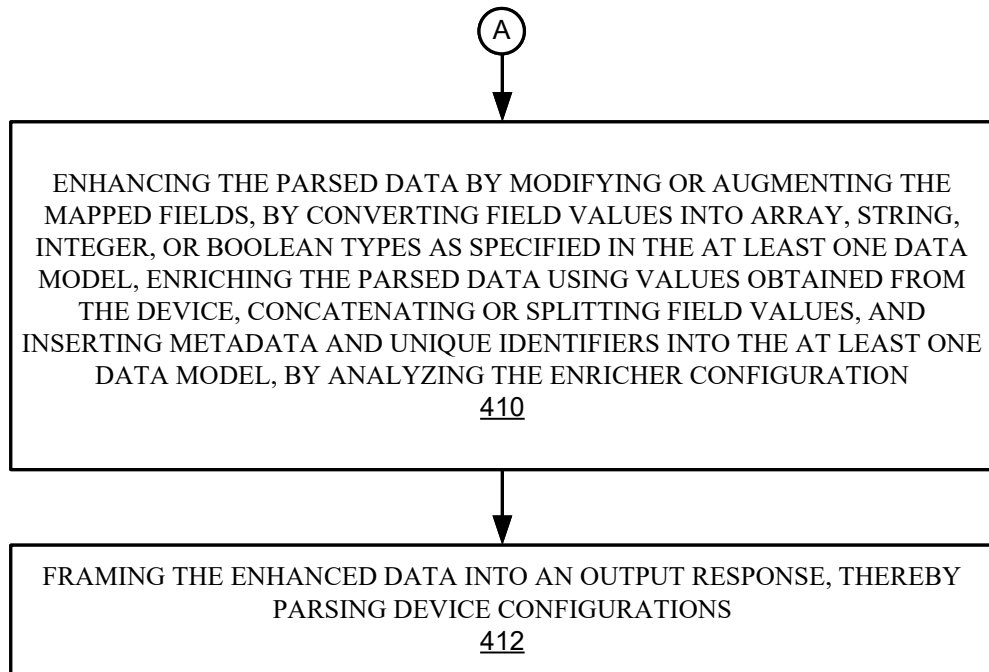 A
ENHANCING THE PARSED DATA BY MODIFYING OR AUGMENTING THE
MAPPED FIELDS, BY CONVERTING FIELD VALUES INTO ARRAY, STRING,
INTEGER, OR BOOLEAN TYPES AS SPECIFIED IN THE AT LEAST ONE DATA
MODEL, ENRICHING THE PARSED DATA USING VALUES OBTAINED FROM
THE DEVICE, CONCATENATING OR SPLITTING FIELD VALUES, AND
INSERTING METADATA AND UNIQUE IDENTIFIERS INTO THE AT LEAST ONE
DATA MODEL, BY ANALYZING THE ENRICHER CONFIGURATION
410
FRAMING THE ENHANCED DATA INTO AN OUTPUT RESPONSE, THEREBY
PARSING DEVICE CONFIGURATIONS
412